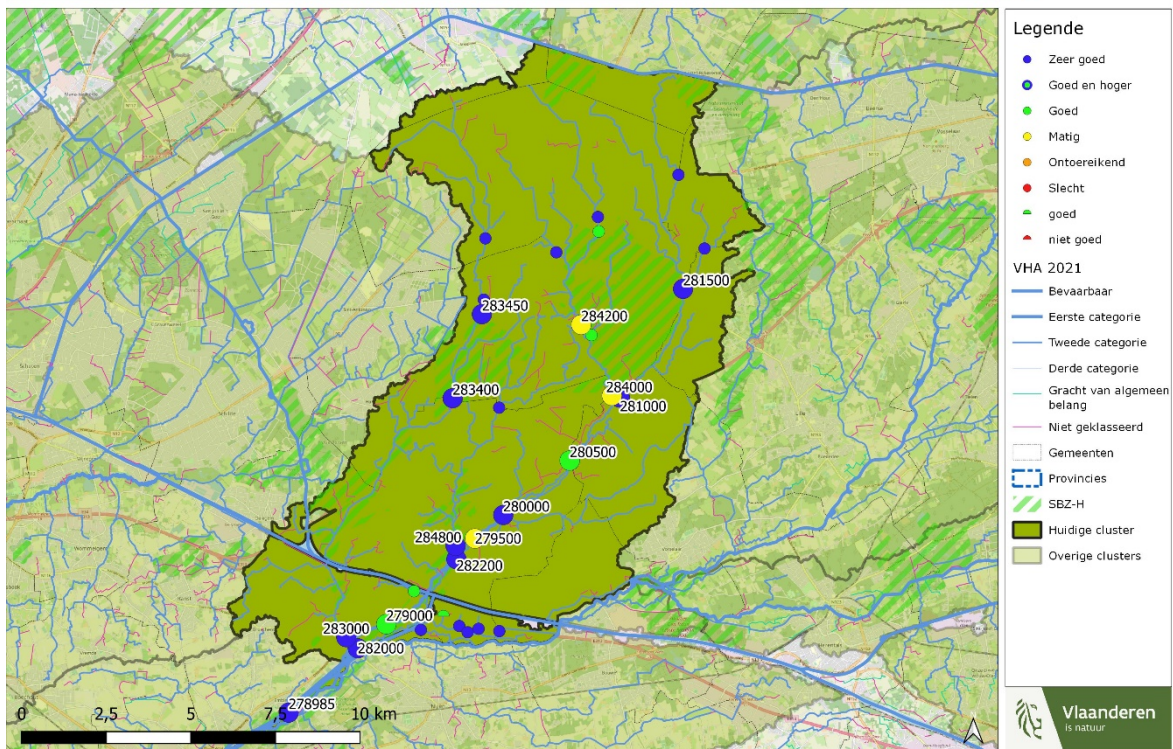 281500
283450
284200
283400
284000
281000
280500
280000
284800
279500
282200
279000
283000
282000
278985
0
2,5
5
7,5
10 km
Legende
Zeer goed
Goed en hoger
Goed
Matig
Ontoereikend
Slecht
goed
niet goed
VHA 2021
Bevaarbaar
Eerste categorie
Tweede categorie
Derde categorie
Gracht van algemeen
belang
Niet geklasseerd
Gemeenten
Provincies
SBZ-H
Huidige cluster
Overige clusters
Vlaanderen
is natuur